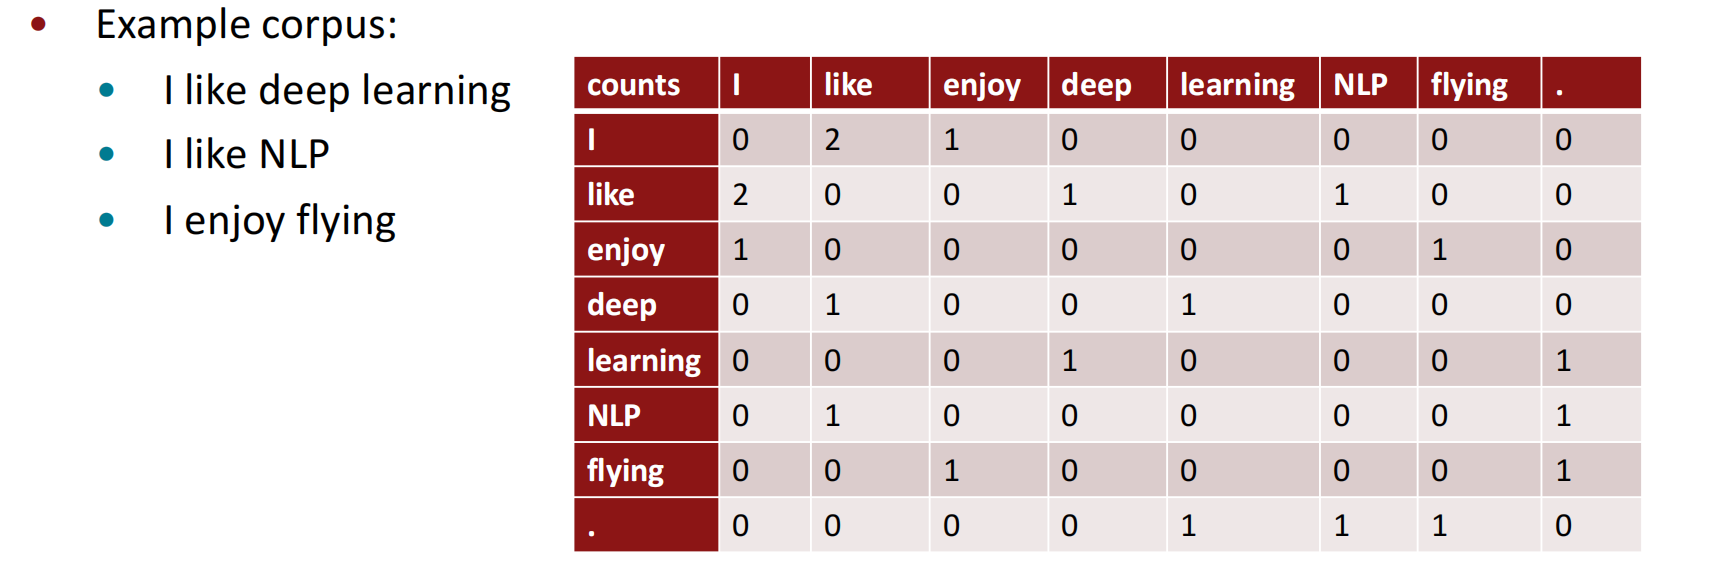 Example corpus:
I like deep learning
I like NLP
I enjoy flying
counts I like enjoy deep learning NLP flying .
I 0 2 1 0 0 0 0 0
like 2 0 0 1 0 1 0 0
enjoy 1 0 0 0 0 0 1 0
deep 0 1 0 0 1 0 0 0
learning 0 0 0 1 0 0 0 1
NLP 0 1 0 0 0 0 0 1
flying 0 0 1 0 0 0 0 1
. 0 0 0 0 1 1 1 0